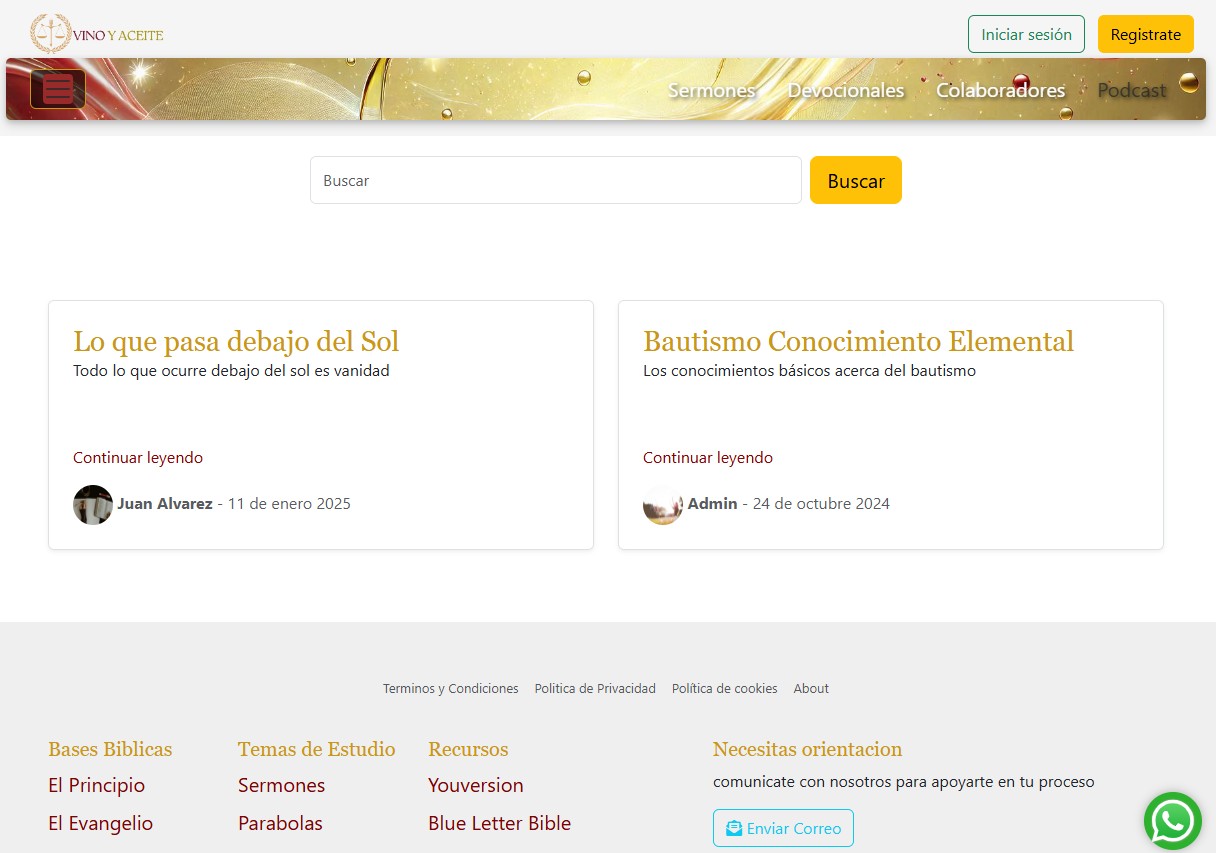 VINO Y ACEITE
Iniciar sesión
Registrate
Sermones
Devocionales
Colaboradores
Podcast
Buscar
Buscar
Lo que pasa debajo del Sol
Todo lo que ocurre debajo del sol es vanidad
Continuar leyendo
Juan Alvarez - 11 de enero 2025
Bautismo Conocimiento Elemental
Los conocimientos básicos acerca del bautismo
Continuar leyendo
Admin - 24 de octubre 2024
Terminos y Condiciones
Politica de Privacidad
Política de cookies
About
Bases Biblicas
El Principio
El Evangelio
Temas de Estudio
Sermones
Parabolas
Recursos
Youversion
Blue Letter Bible
Necesitas orientacion
comunicate con nosotros para apoyarte en tu proceso
Enviar Correo